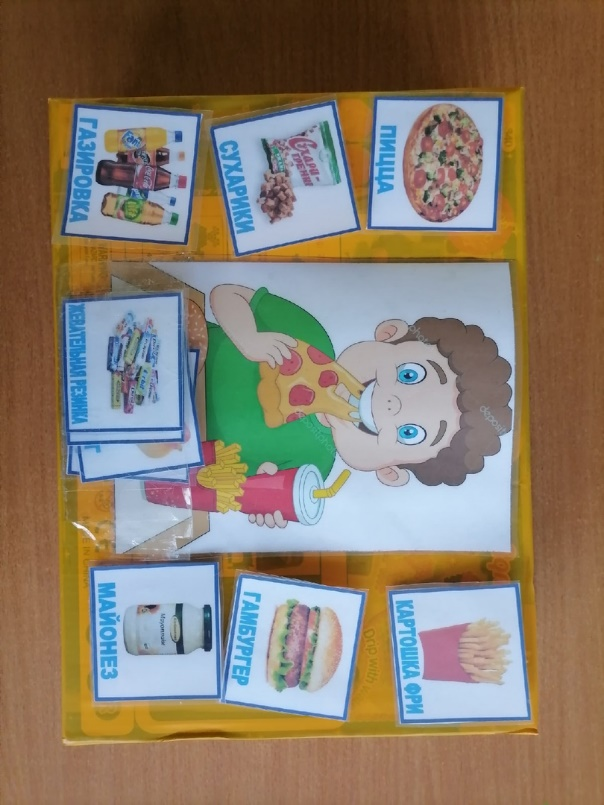 ПИЦЦА
КАРТОШКА ФРИ
СУХАРИКИ
ГАМБУРГЕР
ГАЗИРОВКА
ЖЕВАТЕЛЬНАЯ РЕЗИНКА
МАЙОНЕЗ